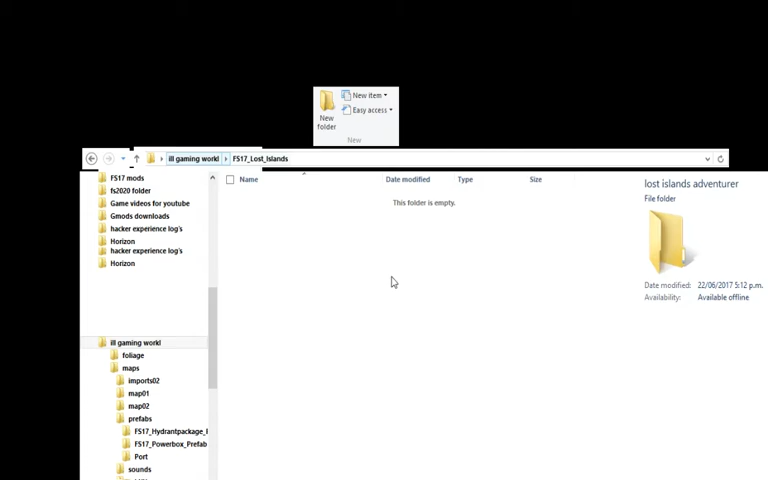 New item
Easy access
New
folder
New
ill gaming workl FS17_Lost_Islands
FS17 mods
fs2020 folder
Game videos for youtube
Gmods downloads
hacker experience log's
Horizon
hacker experience log's
Horizon
ill gaming workl
foliage
maps
imports02
map01
map02
prefabs
FS17_Hydrantpackage_
FS17_Powerbox_Prefab
Port
sounds
Name Date modified Type Size
This folder is empty.
lost islands adventurer
File folder
Date modified: 22/06/2017 5:12 p.m.
Availability: Available offline